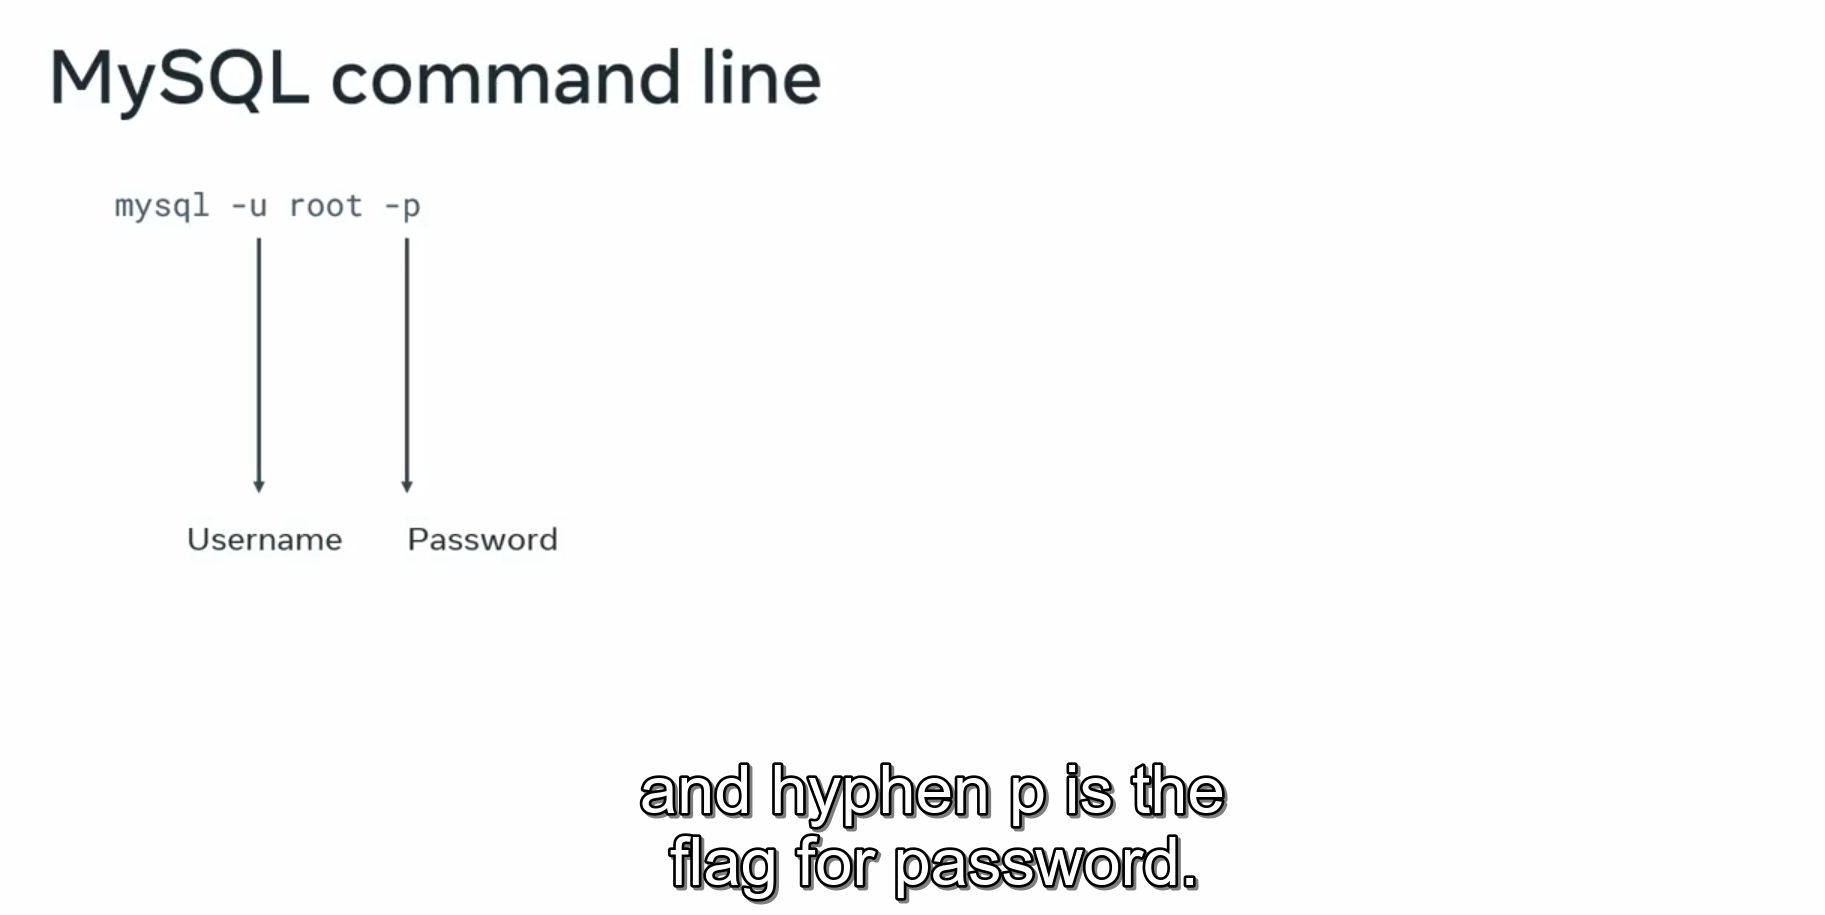 MySQL command line
mysql -u root -p
Username Password
and hyphen p is the
flag for password.